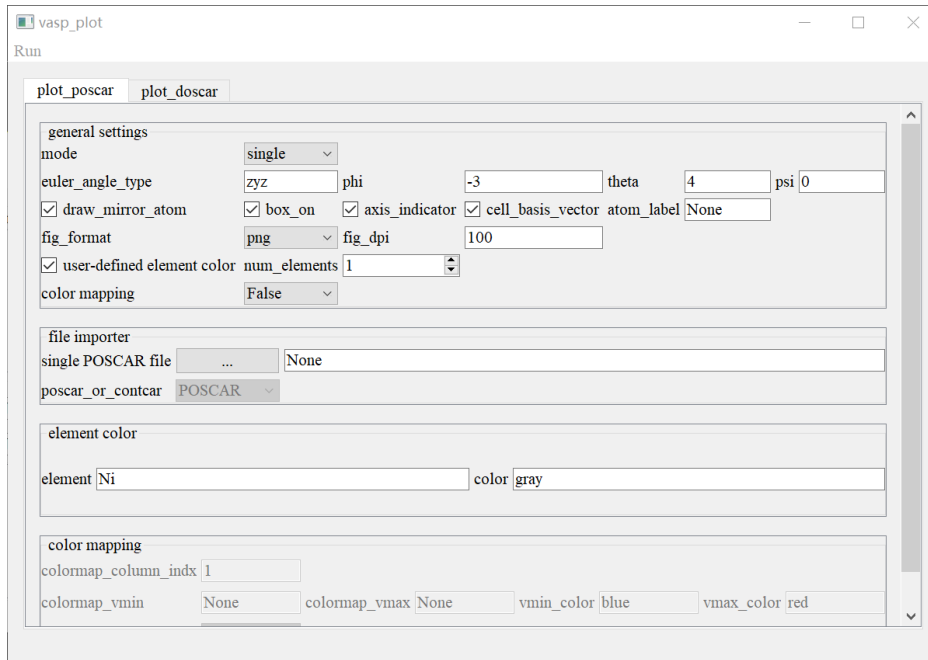 vasp_plot
Run
plot_poscar plot_doscar
general settings
mode single
euler_angle_type zyz phi -3 theta 4 psi 0
draw_mirror_atom box_on axis_indicator cell_basis_vector atom_label None
fig_format png fig_dpi 100
user-defined element color num_elements 1
color mapping False
file importer
single POSCAR file ... None
poscar_or_contcar POSCAR
element color
element Ni color gray
color mapping
colormap_column_indx 1
colormap_vmin None colormap_vmax None vmin_color blue vmax_color red